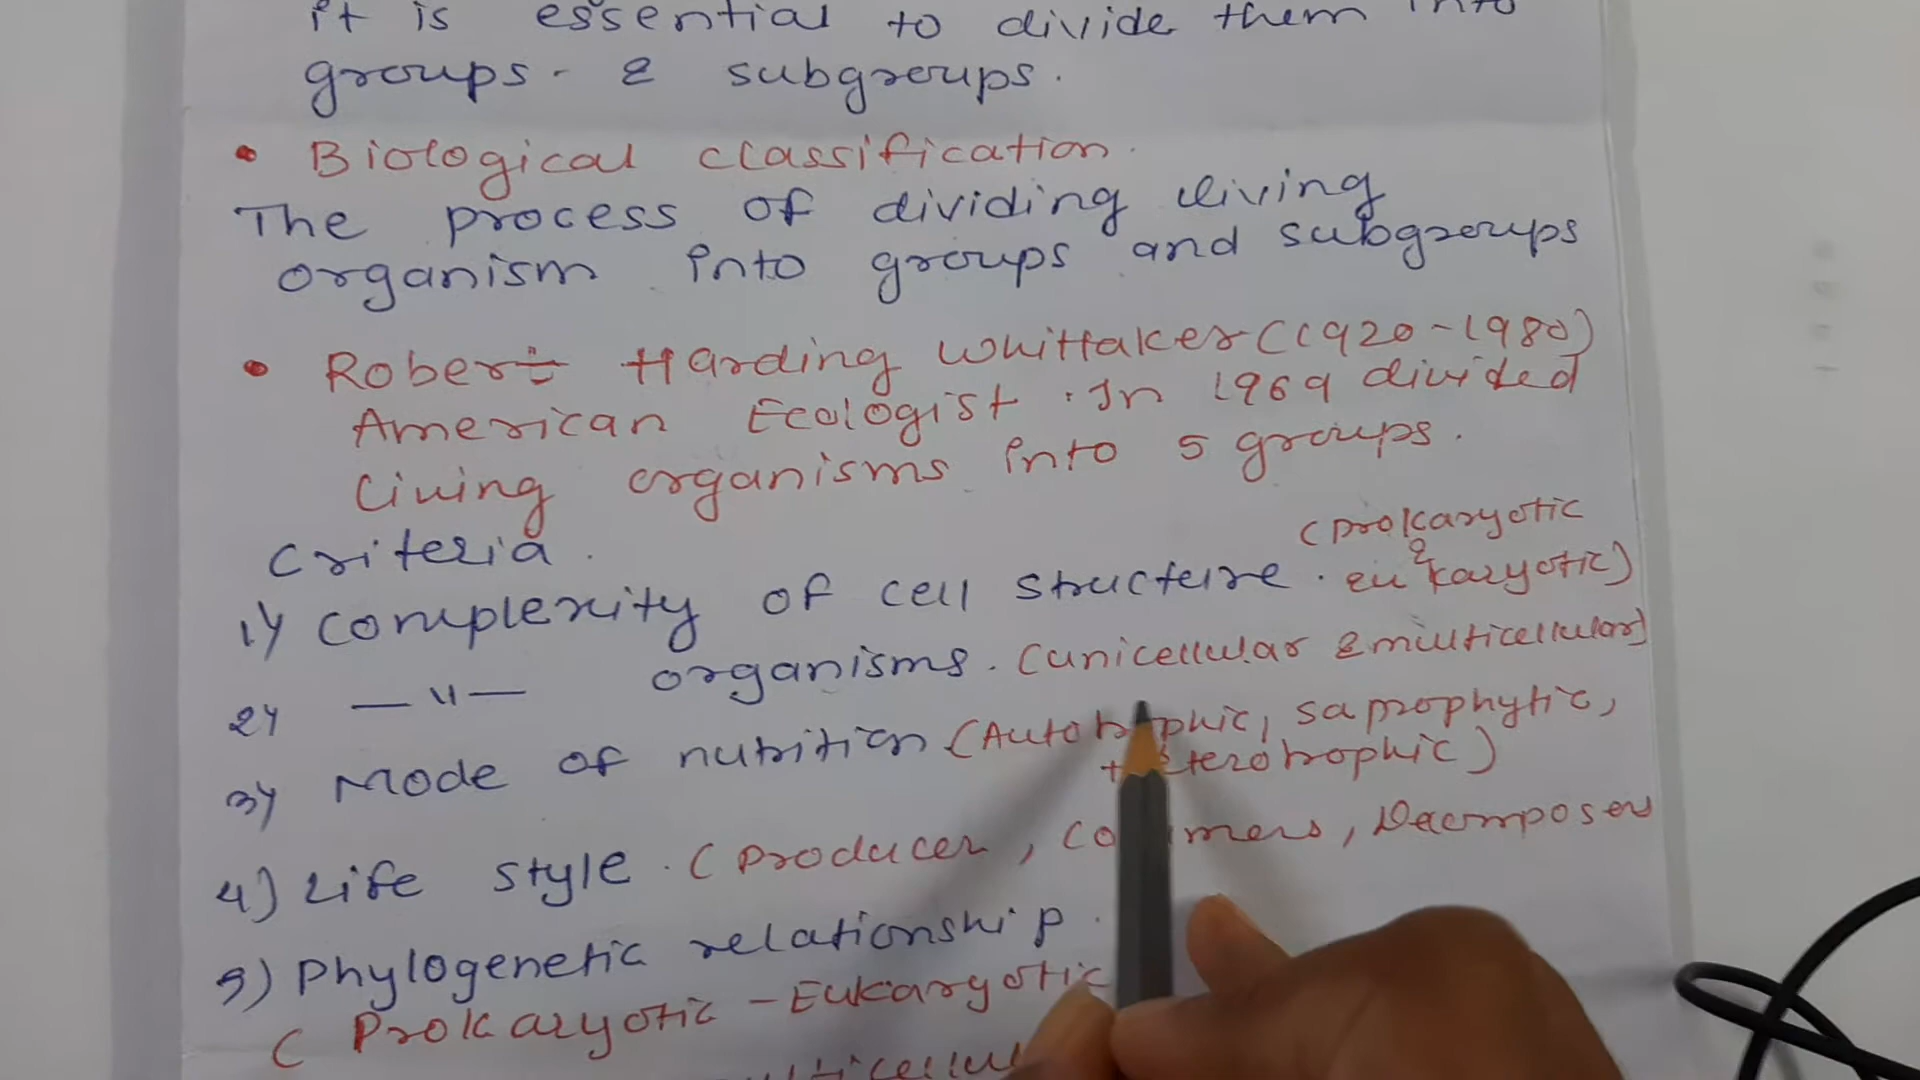 it is essential to divide them into
groups. & subgroups.
• Biological classification.
The process of dividing living
organism into groups and subgroups
• Robert Harding Whittaker (1920-1980)
American Ecologist. In 1969 divided
Living organisms into 5 groups.
Criteria.
(prokaryotic
&
1) Complexity of cell structure. eukaryotic)
2) —"— organisms. (unicellular & multicellular)
3) Mode of nutrition (Autotrophic, saprophytic,
Heterotrophic)
4) Life style. (Producer, Decomposer
5) Phylogenetic relationship.
( Prokaryotic - Eukaryotic